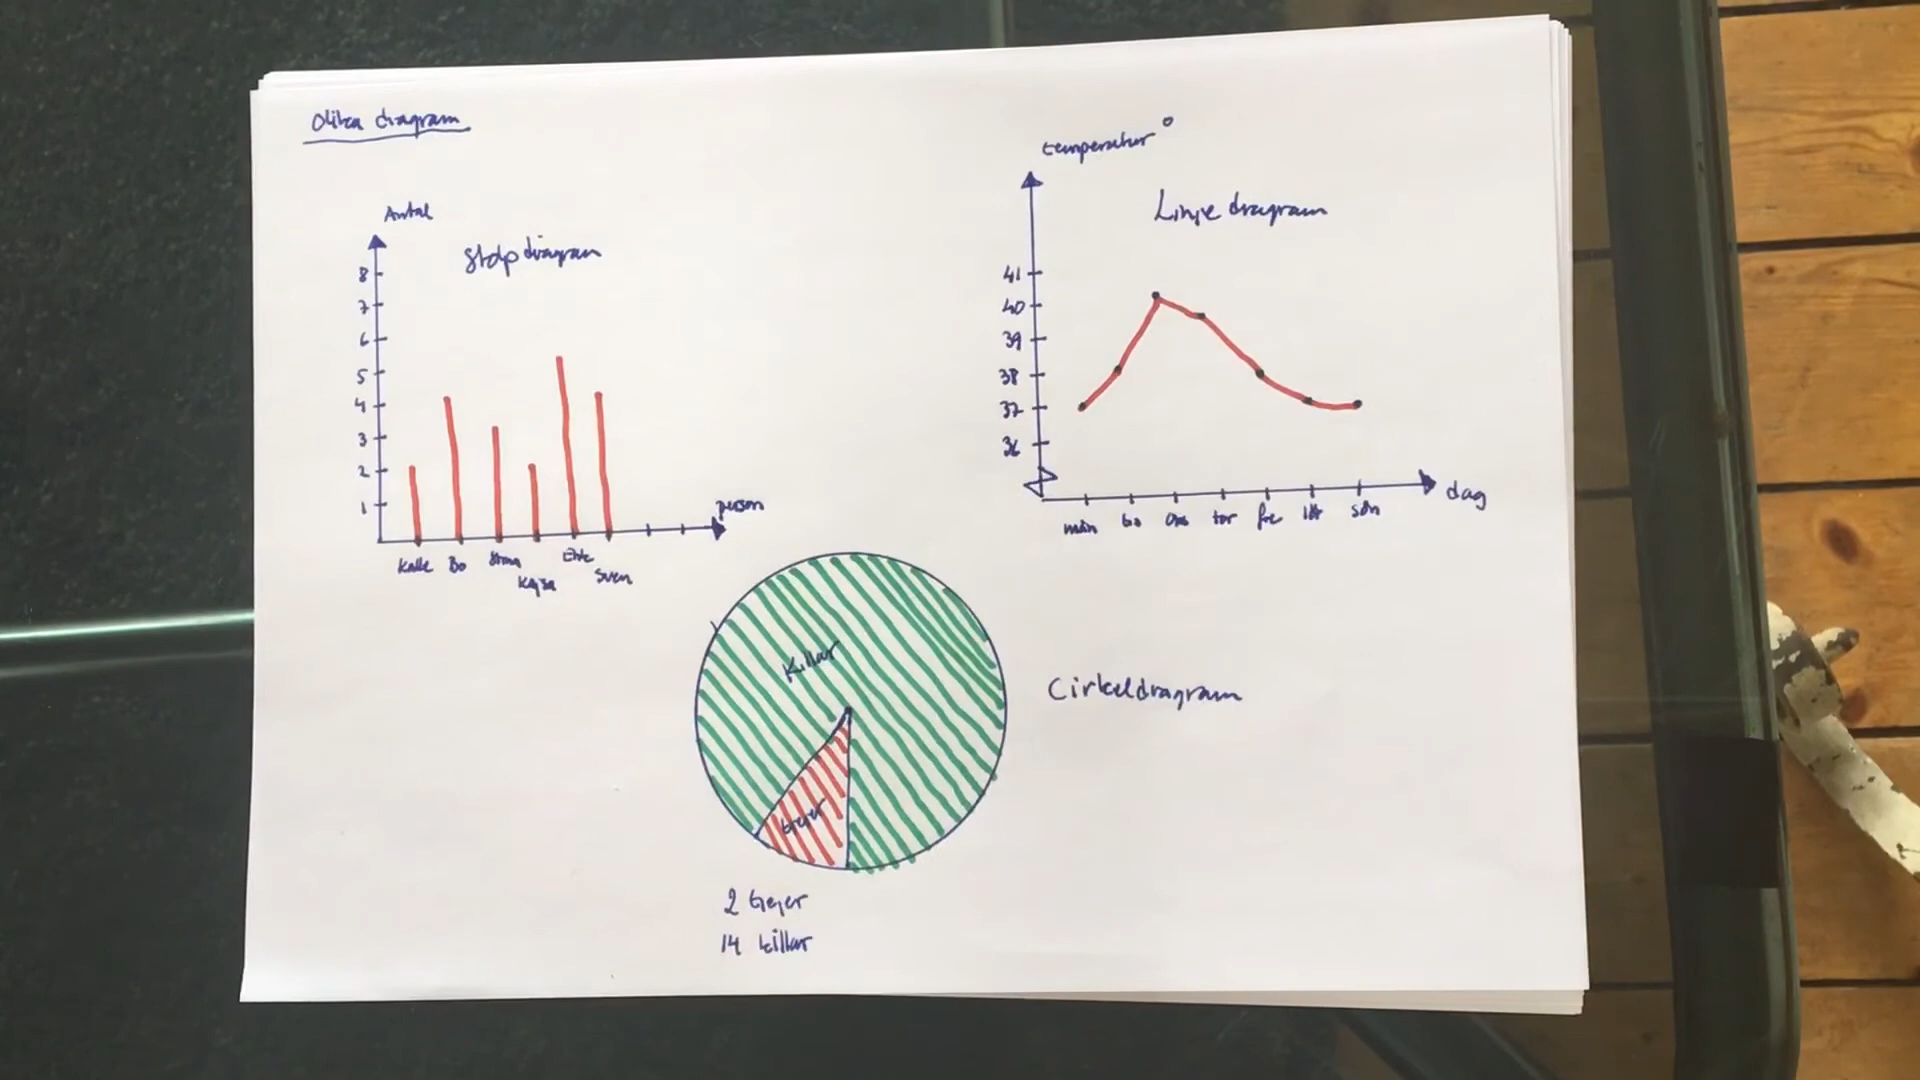 Olika diagram
Antal
Stolpdiagram
8
7
6
5
4
3
2
1
person
Kalle
Bo
Stina
Kajsa
Sven
temperatur °
Linjediagram
41
40
39
38
37
36
dag
mån
tis
ons
tor
fre
lör
sön
Killar
tjejer
Cirkeldiagram
2 tjejer
14 killar